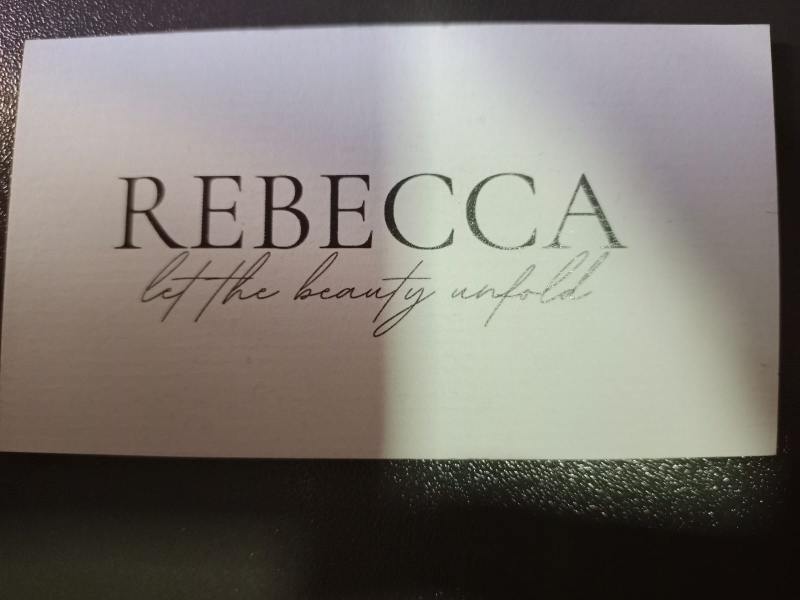 REBECCA
let the beauty unfold